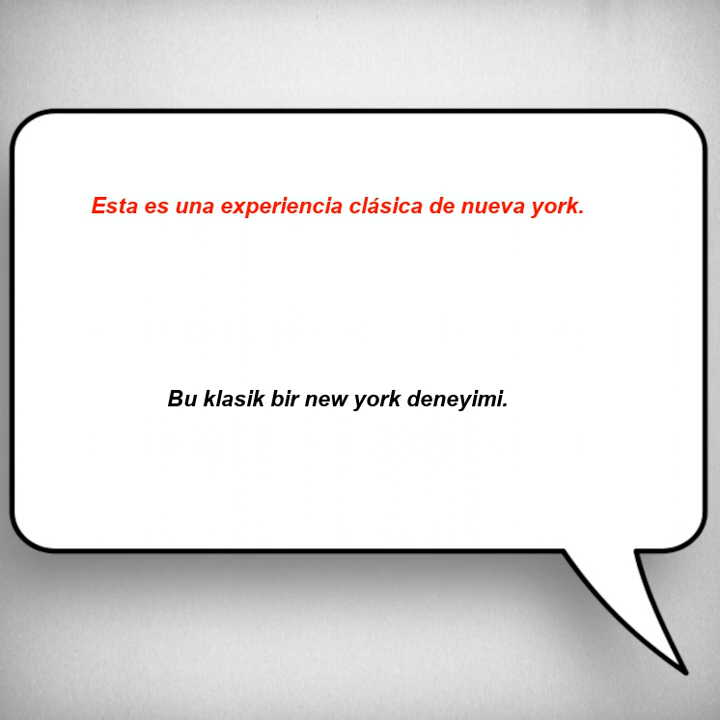 Esta es una experiencia clásica de nueva york.
Bu klasik bir new york deneyimi.